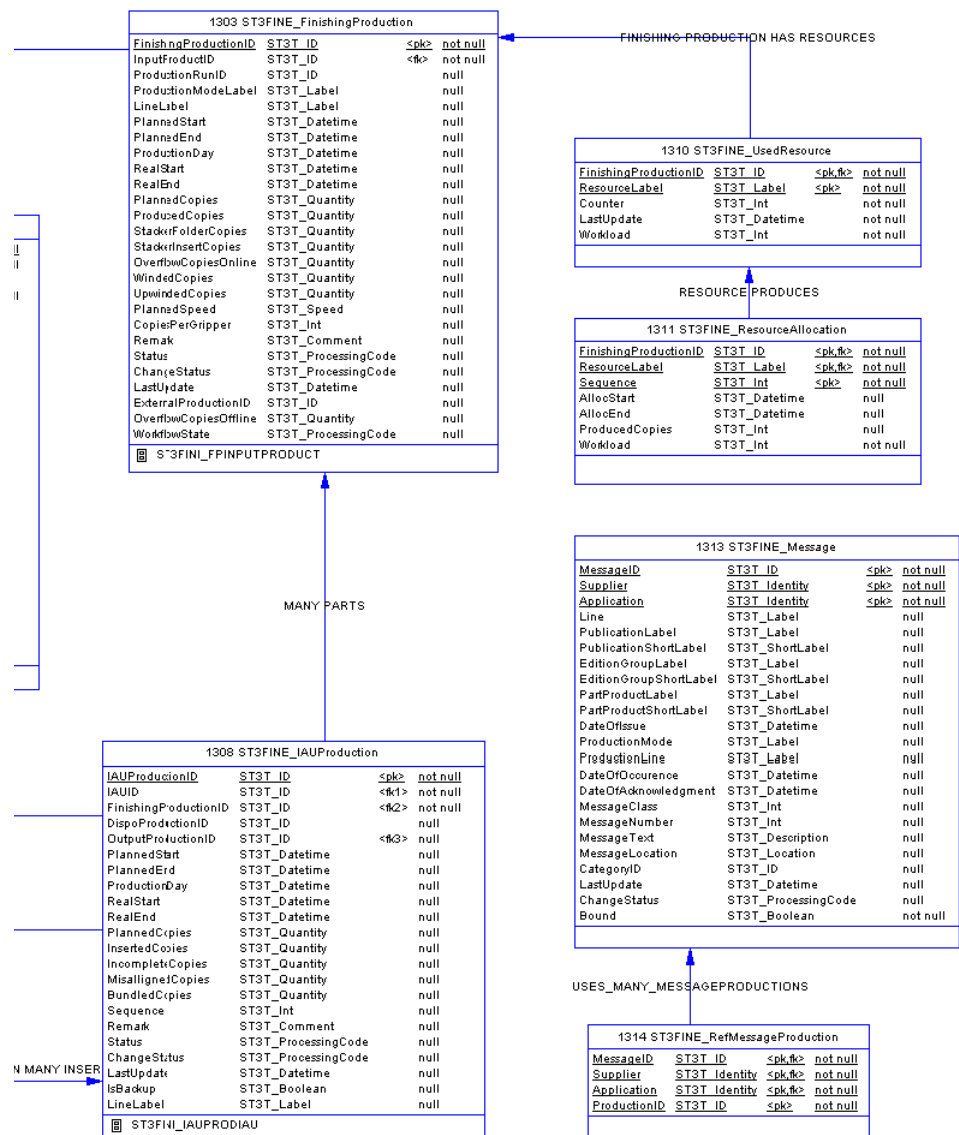 1303 ST3FINE_FinishingProduction
FinishingProductionID ST3T_ID <pk> not null
InputProductID ST3T_ID <fk> not null
ProductionRunID ST3T_ID null
ProductionModeLabel ST3T_Label null
LineLabel ST3T_Label null
PlannedStart ST3T_Datetime null
PlannedEnd ST3T_Datetime null
ProductionDay ST3T_Datetime null
RealStart ST3T_Datetime null
RealEnd ST3T_Datetime null
PlannedCopies ST3T_Quantity null
ProducedCopies ST3T_Quantity null
StackerFolderCopies ST3T_Quantity null
StackerInsertCopies ST3T_Quantity null
OverflowCopiesOnline ST3T_Quantity null
WindedCopies ST3T_Quantity null
UpwindedCopies ST3T_Quantity null
PlannedSpeed ST3T_Speed null
CopiesPerGripper ST3T_Int null
Remark ST3T_Comment null
Status ST3T_ProcessingCode null
ChangeStatus ST3T_ProcessingCode null
LastUpdate ST3T_Datetime null
ExternalProductionID ST3T_ID null
OverflowCopiesOffline ST3T_Quantity null
WorkflowState ST3T_ProcessingCode null
ST3FINI_FPINPUTPRODUCT
FINISHING PRODUCTION HAS RESOURCES
1310 ST3FINE_UsedResource
FinishingProductionID ST3T_ID <pk,fk> not null
ResourceLabel ST3T_Label <pk> not null
Counter ST3T_Int not null
LastUpdate ST3T_Datetime not null
Workload ST3T_Int not null
RESOURCE PRODUCES
1311 ST3FINE_ResourceAllocation
FinishingProductionID ST3T_ID <pk,fk> not null
ResourceLabel ST3T_Label <pk,fk> not null
Sequence ST3T_Int <pk> not null
AllocStart ST3T_Datetime null
AllocEnd ST3T_Datetime null
ProducedCopies ST3T_Int null
Workload ST3T_Int not null
MANY PARTS
1313 ST3FINE_Message
MessageID ST3T_ID <pk> not null
Supplier ST3T_Identity <pk> not null
Application ST3T_Identity <pk> not null
Line ST3T_Label null
PublicationLabel ST3T_Label null
PublicationShortLabel ST3T_ShortLabel null
EditionGroupLabel ST3T_Label null
EditionGroupShortLabel ST3T_ShortLabel null
PartProductLabel ST3T_Label null
PartProductShortLabel ST3T_ShortLabel null
DateOfIssue ST3T_Datetime null
ProductionMode ST3T_Label null
ProductionLine ST3T_Label null
DateOfOccurence ST3T_Datetime null
DateOfAcknowledgment ST3T_Datetime null
MessageClass ST3T_Int null
MessageNumber ST3T_Int null
MessageText ST3T_Description null
MessageLocation ST3T_Location null
CategoryID ST3T_ID null
LastUpdate ST3T_Datetime null
ChangeStatus ST3T_ProcessingCode null
Bound ST3T_Boolean not null
1308 ST3FINE_IAUProduction
IAUProductionID ST3T_ID <pk> not null
IAUID ST3T_ID <fk1> not null
FinishingProductionID ST3T_ID <fk2> not null
DispoProductionID ST3T_ID null
OutputProductionID ST3T_ID <fk3> null
PlannedStart ST3T_Datetime null
PlannedEnd ST3T_Datetime null
ProductionDay ST3T_Datetime null
RealStart ST3T_Datetime null
RealEnd ST3T_Datetime null
PlannedCopies ST3T_Quantity null
InsertedCopies ST3T_Quantity null
IncompleteCopies ST3T_Quantity null
MisallignedCopies ST3T_Quantity null
BundledCopies ST3T_Quantity null
Sequence ST3T_Int null
Remark ST3T_Comment null
Status ST3T_ProcessingCode null
ChangeStatus ST3T_ProcessingCode null
LastUpdate ST3T_Datetime null
IsBackup ST3T_Boolean null
LineLabel ST3T_Label null
ST3FINI_IAUPRODIAU
N MANY INSER
USES_MANY_MESSAGEPRODUCTIONS
1314 ST3FINE_RefMessageProduction
MessageID ST3T_ID <pk,fk> not null
Supplier ST3T_Identity <pk,fk> not null
Application ST3T_Identity <pk,fk> not null
ProductionID ST3T_ID <pk> not null